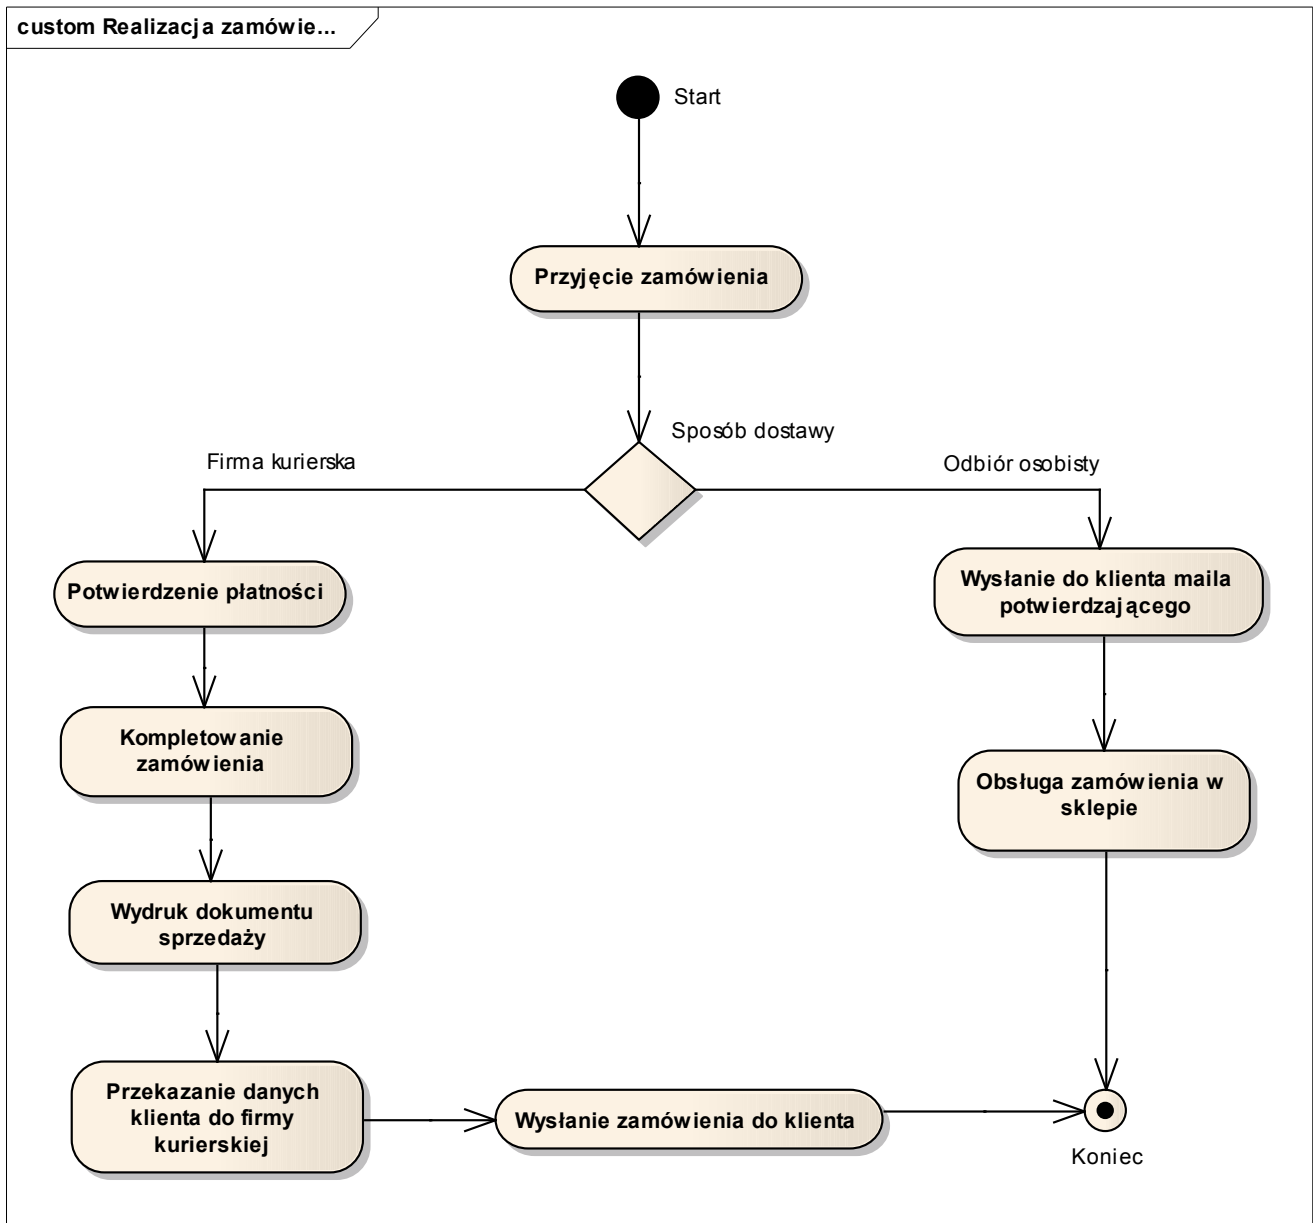 custom Realizacja zamówie...
Start
Przyjęcie zamówienia
Sposób dostawy
Firma kurierska
Odbiór osobisty
Potwierdzenie płatności
Wysłanie do klienta maila
potwierdzającego
Kompletowanie
zamówienia
Obsługa zamówienia w
sklepie
Wydruk dokumentu
sprzedaży
Przekazanie danych
klienta do firmy
kurierskiej
Wysłanie zamówienia do klienta
Koniec